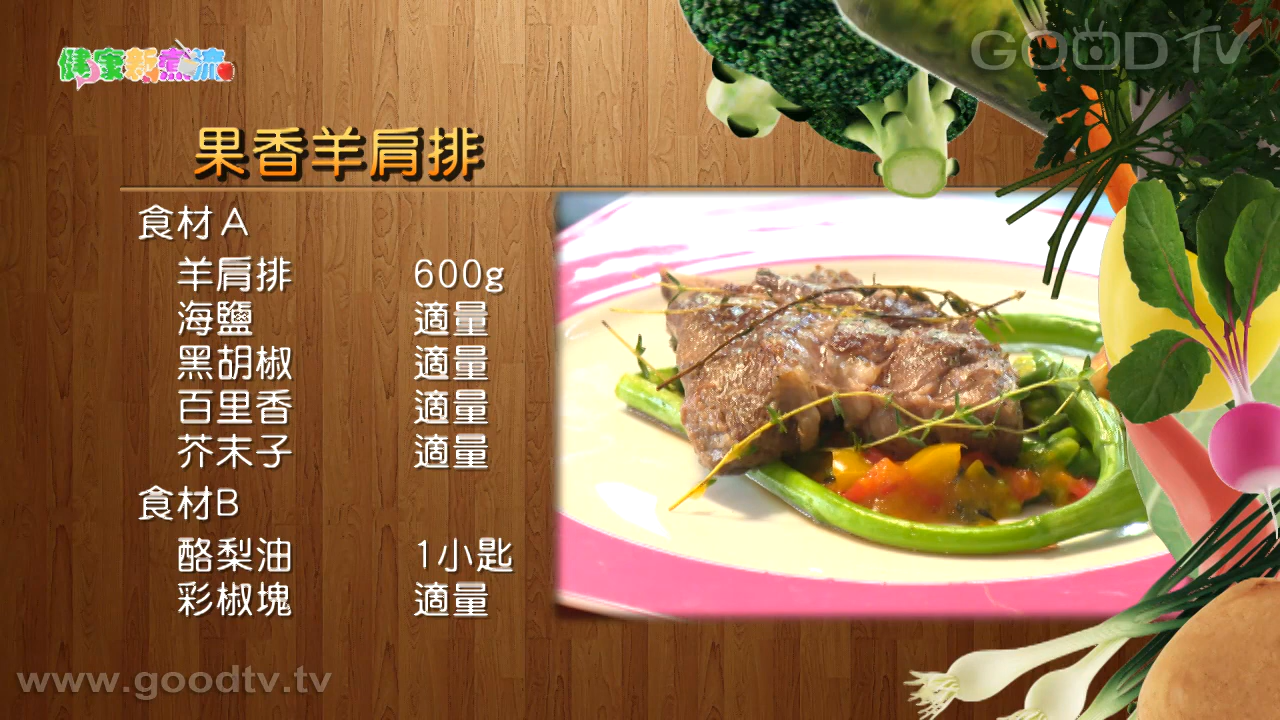 健康新煮流
GOOD TV
果香羊肩排
食材A
羊肩排 600g
海鹽 適量
黑胡椒 適量
百里香 適量
芥末子 適量
食材B
酪梨油 1小匙
彩椒塊 適量
www.goodtv.tv